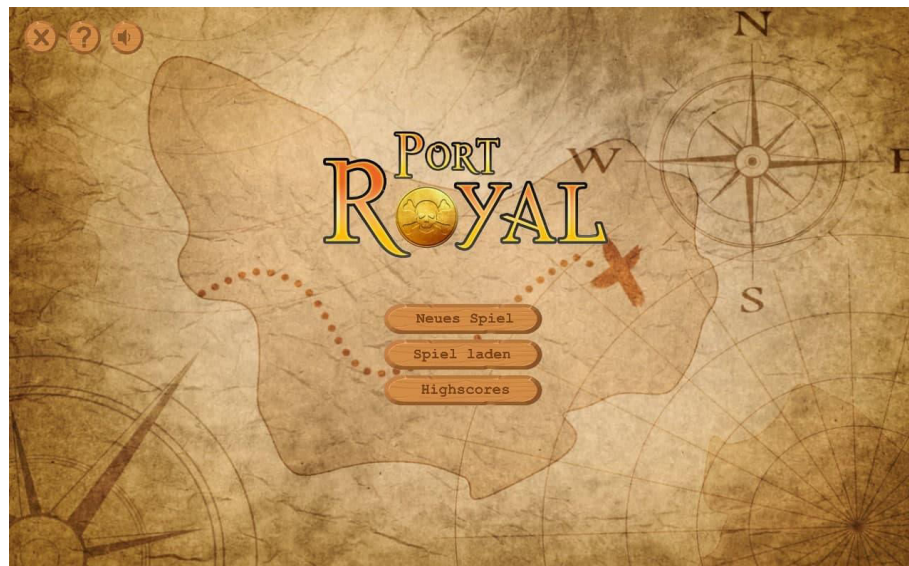 N
PORT
W
E
ROYAL
S
Neues Spiel
Spiel laden
Highscores